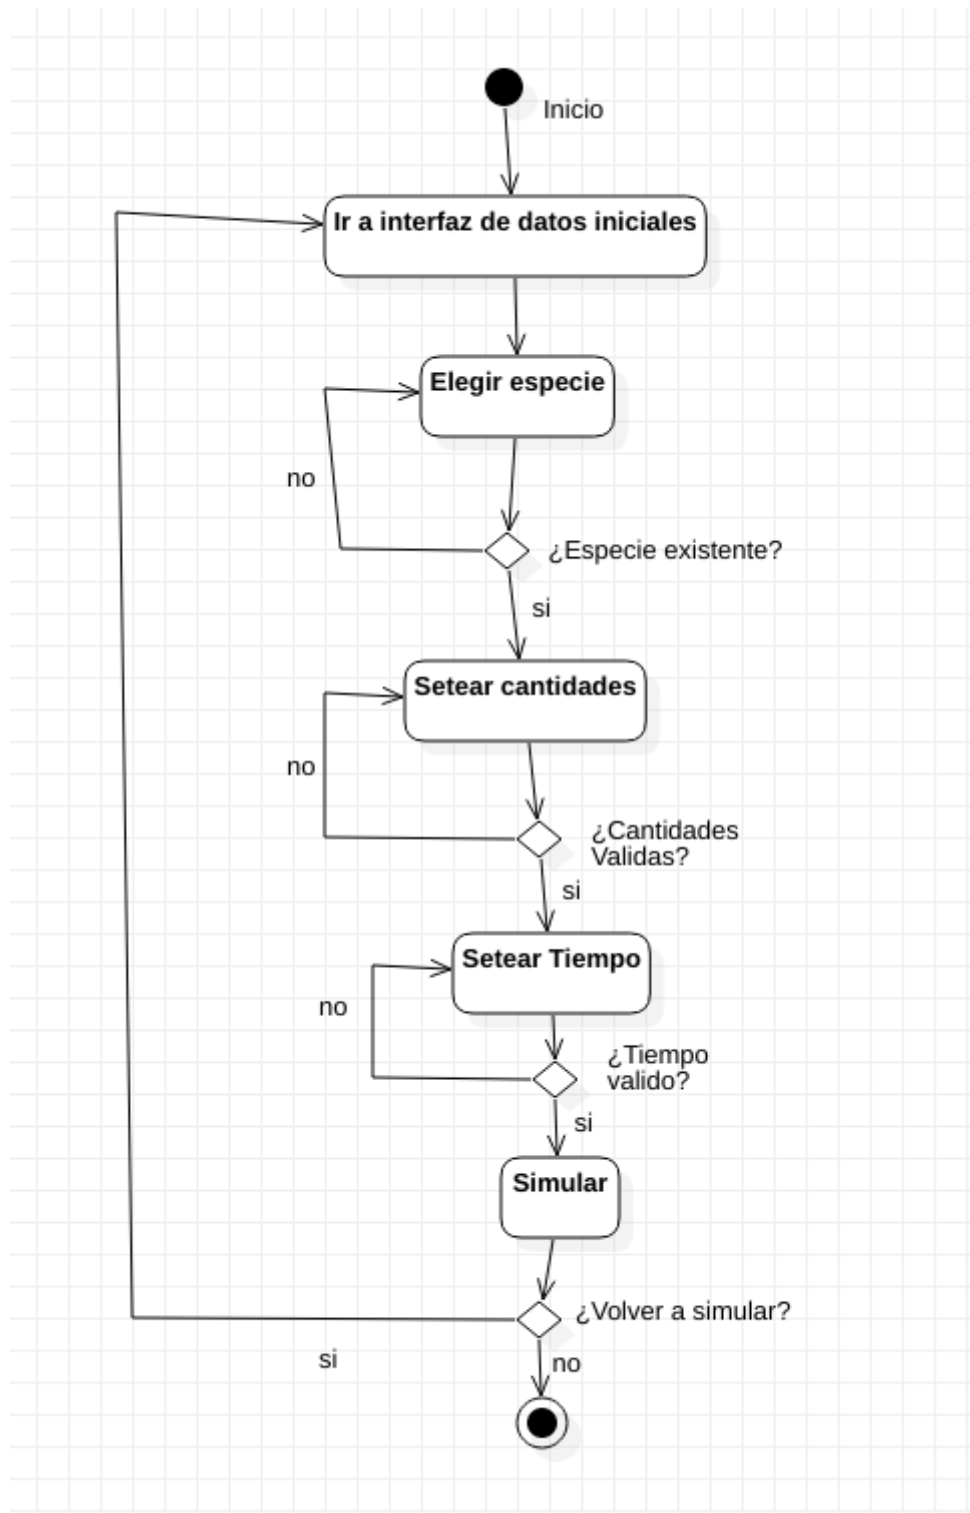 Inicio
Ir a interfaz de datos iniciales
Elegir especie
no
¿Especie existente?
si
Setear cantidades
no
¿Cantidades
Validas?
si
Setear Tiempo
no
¿Tiempo
valido?
si
Simular
¿Volver a simular?
si
no